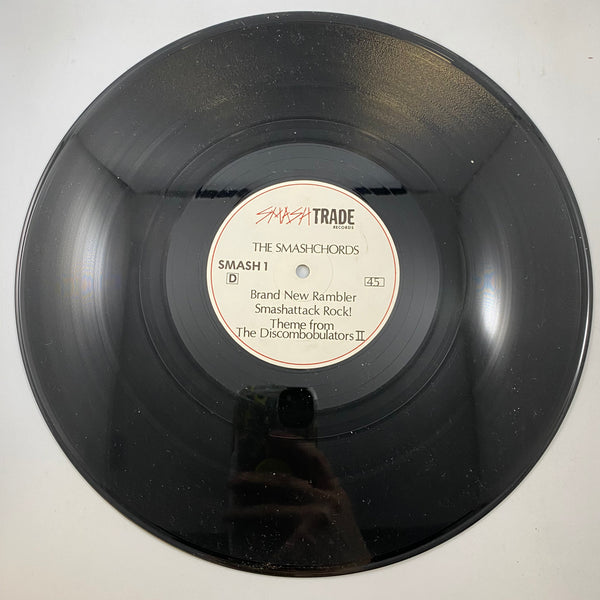 SMASH TRADE
RECORDS
THE SMASHCHORDS
SMASH 1
D
45
Brand New Rambler
Smashattack Rock!
Theme from
The Discombobulators II